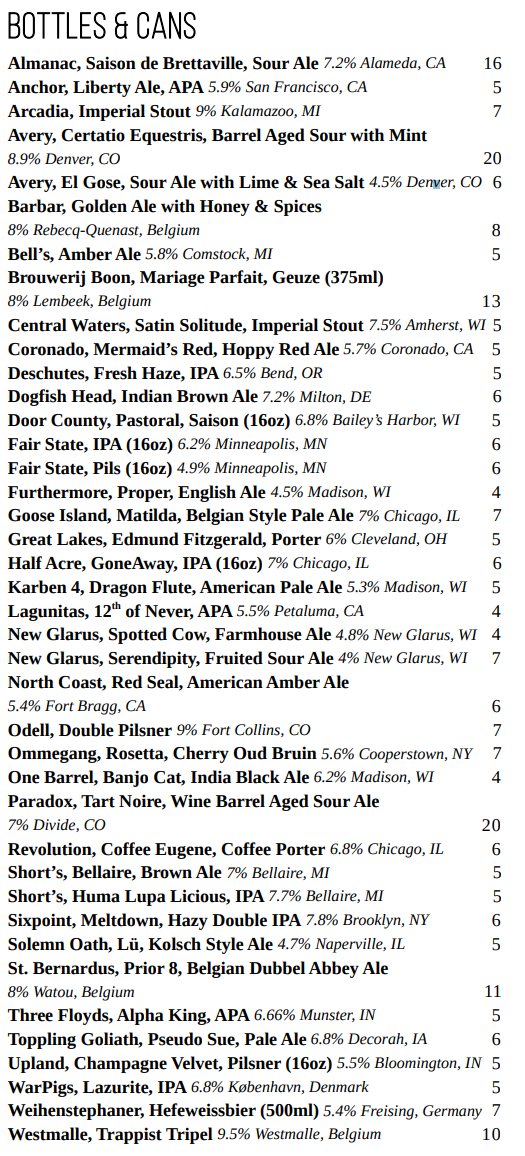 BOTTLES & CANS
Almanac, Saison de Brettaville, Sour Ale 7.2% Alameda, CA 16
Anchor, Liberty Ale, APA 5.9% San Francisco, CA 5
Arcadia, Imperial Stout 9% Kalamazoo, MI 7
Avery, Certatio Equestris, Barrel Aged Sour with Mint
8.9% Denver, CO 20
Avery, El Gose, Sour Ale with Lime & Sea Salt 4.5% Denver, CO 6
Barbar, Golden Ale with Honey & Spices
8% Rebecq-Quenast, Belgium 8
Bell's, Amber Ale 5.8% Comstock, MI 5
Brouwerij Boon, Mariage Parfait, Geuze (375ml)
8% Lembeek, Belgium 13
Central Waters, Satin Solitude, Imperial Stout 7.5% Amherst, WI 5
Coronado, Mermaid's Red, Hoppy Red Ale 5.7% Coronado, CA 5
Deschutes, Fresh Haze, IPA 6.5% Bend, OR 5
Dogfish Head, Indian Brown Ale 7.2% Milton, DE 6
Door County, Pastoral, Saison (16oz) 6.8% Bailey's Harbor, WI 5
Fair State, IPA (16oz) 6.2% Minneapolis, MN 6
Fair State, Pils (16oz) 4.9% Minneapolis, MN 6
Furthermore, Proper, English Ale 4.5% Madison, WI 4
Goose Island, Matilda, Belgian Style Pale Ale 7% Chicago, IL 7
Great Lakes, Edmund Fitzgerald, Porter 6% Cleveland, OH 5
Half Acre, GoneAway, IPA (16oz) 7% Chicago, IL 6
Karben 4, Dragon Flute, American Pale Ale 5.3% Madison, WI 5
Lagunitas, 12th of Never, APA 5.5% Petaluma, CA 4
New Glarus, Spotted Cow, Farmhouse Ale 4.8% New Glarus, WI 4
New Glarus, Serendipity, Fruited Sour Ale 4% New Glarus, WI 7
North Coast, Red Seal, American Amber Ale
5.4% Fort Bragg, CA 6
Odell, Double Pilsner 9% Fort Collins, CO 7
Ommegang, Rosetta, Cherry Oud Bruin 5.6% Cooperstown, NY 7
One Barrel, Banjo Cat, India Black Ale 6.2% Madison, WI 4
Paradox, Tart Noire, Wine Barrel Aged Sour Ale
7% Divide, CO 20
Revolution, Coffee Eugene, Coffee Porter 6.8% Chicago, IL 6
Short's, Bellaire, Brown Ale 7% Bellaire, MI 5
Short's, Huma Lupa Licious, IPA 7.7% Bellaire, MI 5
Sixpoint, Meltdown, Hazy Double IPA 7.8% Brooklyn, NY 6
Solemn Oath, Lü, Kolsch Style Ale 4.7% Naperville, IL 5
St. Bernardus, Prior 8, Belgian Dubbel Abbey Ale
8% Watou, Belgium 11
Three Floyds, Alpha King, APA 6.66% Munster, IN 5
Toppling Goliath, Pseudo Sue, Pale Ale 6.8% Decorah, IA 6
Upland, Champagne Velvet, Pilsner (16oz) 5.5% Bloomington, IN 5
WarPigs, Lazurite, IPA 6.8% København, Denmark 5
Weihenstephaner, Hefeweissbier (500ml) 5.4% Freising, Germany 7
Westmalle, Trappist Tripel 9.5% Westmalle, Belgium 10